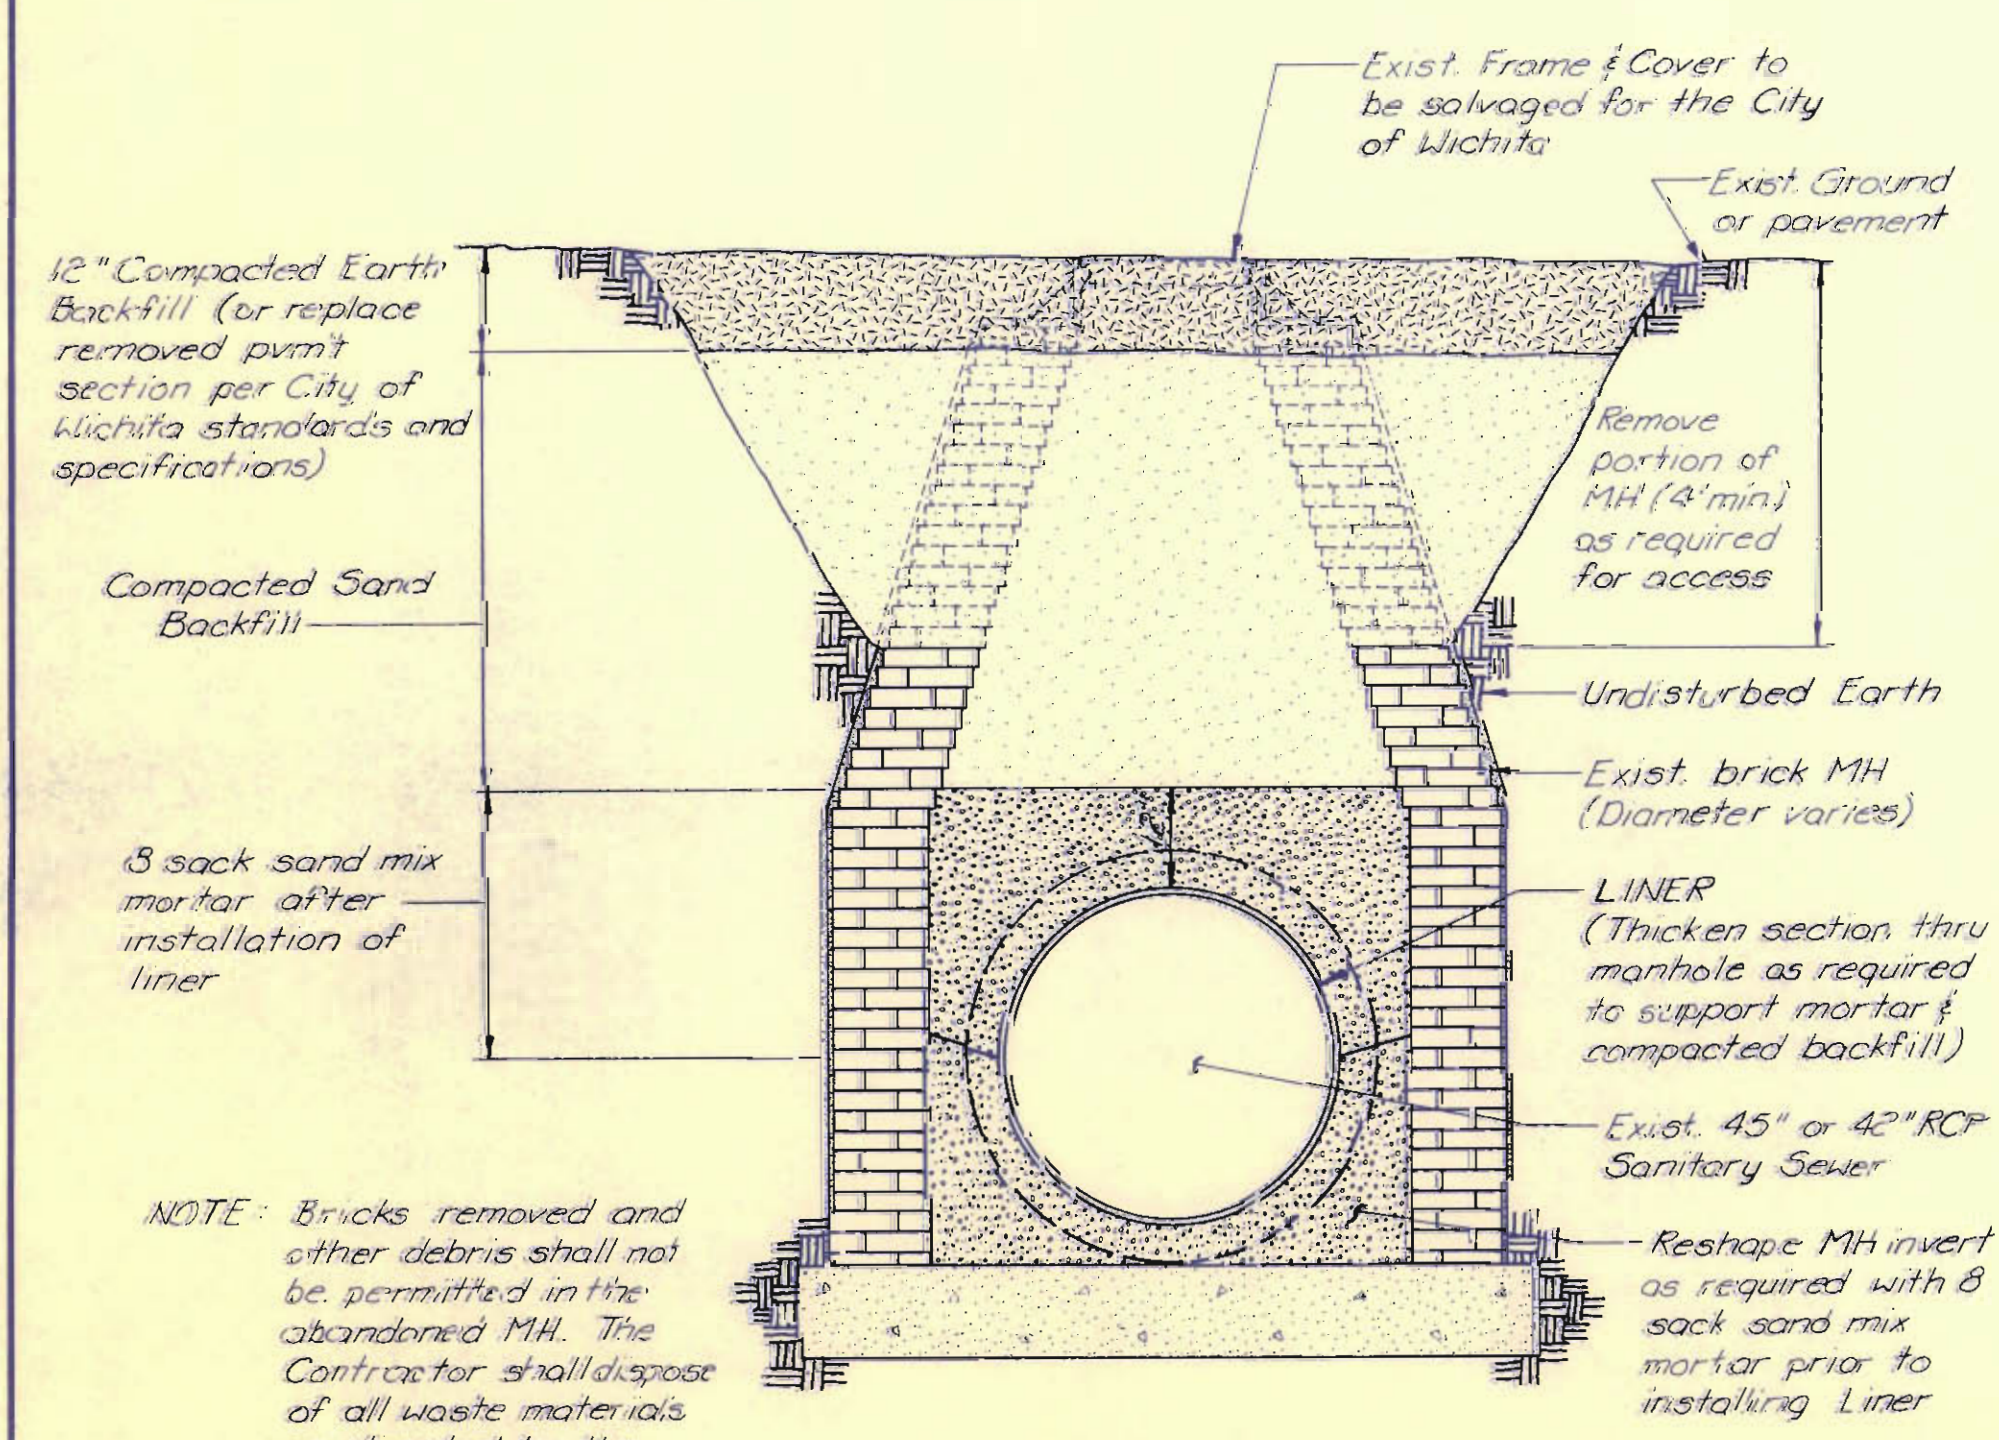 Exist. Frame & Cover to
be salvaged for the City
of Wichita
Exist. Ground
or pavement
12" Compacted Earth
Backfill (or replace
removed pvm't
section per City of
Wichita standards and
specifications)
Remove
portion of
MH (4' min.)
as required
for access
Compacted Sand
Backfill
Undisturbed Earth
Exist. brick MH
(Diameter varies)
8 sack sand mix
mortar after
installation of
liner
LINER
(Thicken section thru
manhole as required
to support mortar &
compacted backfill)
Exist. 45" or 42" RCP
Sanitary Sewer
NOTE: Bricks removed and
other debris shall not
be permitted in the
abandoned MH. The
Contractor shall dispose
of all waste materials
Reshape MH invert
as required with 8
sack sand mix
mortar prior to
installing Liner